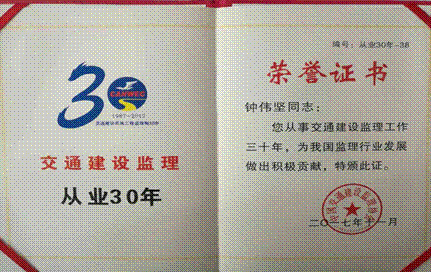 30
CANWEC
1987-2017
交通建设监理
从业30年
编号：从业30年-38
荣誉证书
钟伟坚同志：
您从事交通建设监理工作
三十年，为我国监理行业发展
做出积极贡献，特颁此证。
二〇一七年十一月